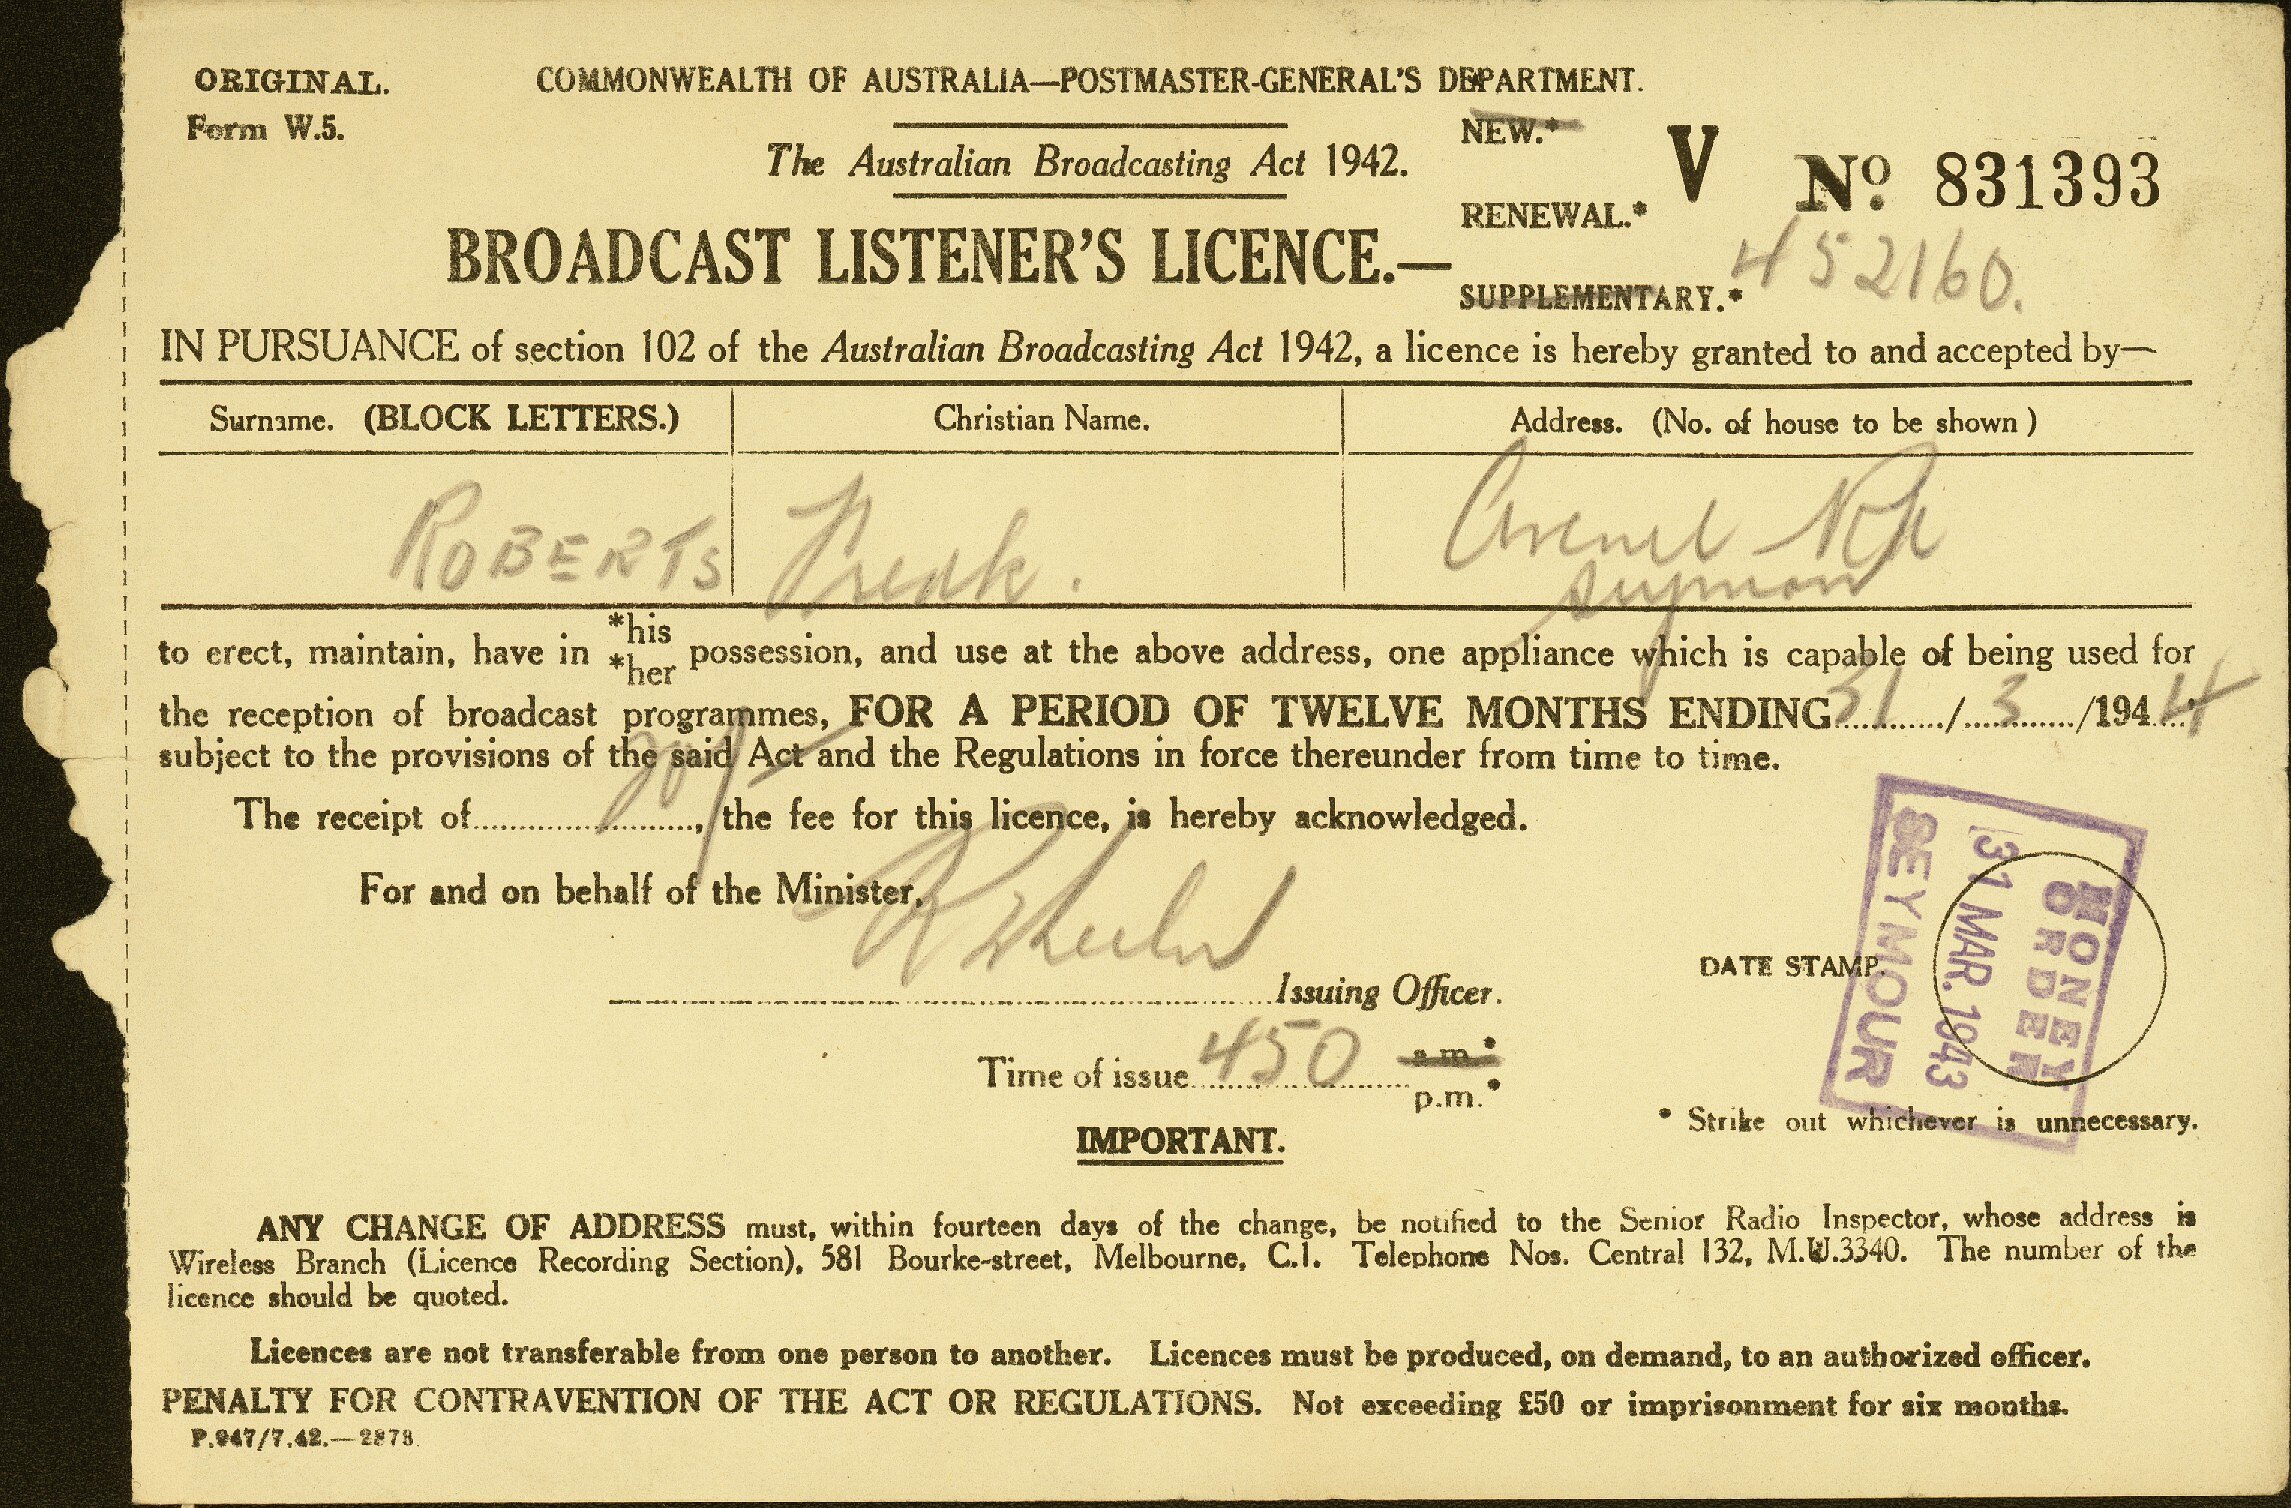 ORIGINAL.
COMMONWEALTH OF AUSTRALIA—POSTMASTER-GENERAL'S DEPARTMENT.
Form W.5.
The Australian Broadcasting Act 1942.
NEW.*
V No. 831393
RENEWAL.*
452160.
BROADCAST LISTENER'S LICENCE.—
SUPPLEMENTARY.*
IN PURSUANCE of section 102 of the Australian Broadcasting Act 1942, a licence is hereby granted to and accepted by—
Surname. (BLOCK LETTERS.) Christian Name. Address. (No. of house to be shown)
ROBERTS Fredk. Avenel Rd
Seymour
to erect, maintain, have in *his *her possession, and use at the above address, one appliance which is capable of being used for
the reception of broadcast programmes, FOR A PERIOD OF TWELVE MONTHS ENDING 31/3/1944
subject to the provisions of the said Act and the Regulations in force thereunder from time to time.
The receipt of 20/-, the fee for this licence, is hereby acknowledged.
For and on behalf of the Minister,
Issuing Officer.
DATE STAMP.
MONEY
ORDER
31 MAR. 1943
SEYMOUR
Time of issue 450 a.m.*
p.m.*
* Strike out whichever is unnecessary.
IMPORTANT.
ANY CHANGE OF ADDRESS must, within fourteen days of the change, be notified to the Senior Radio Inspector, whose address is
Wireless Branch (Licence Recording Section), 581 Bourke-street, Melbourne, C.1. Telephone Nos. Central 132, M.U.3340. The number of the
licence should be quoted.
Licences are not transferable from one person to another. Licences must be produced, on demand, to an authorized officer.
PENALTY FOR CONTRAVENTION OF THE ACT OR REGULATIONS. Not exceeding £50 or imprisonment for six months.
P.947/7.42.—2878